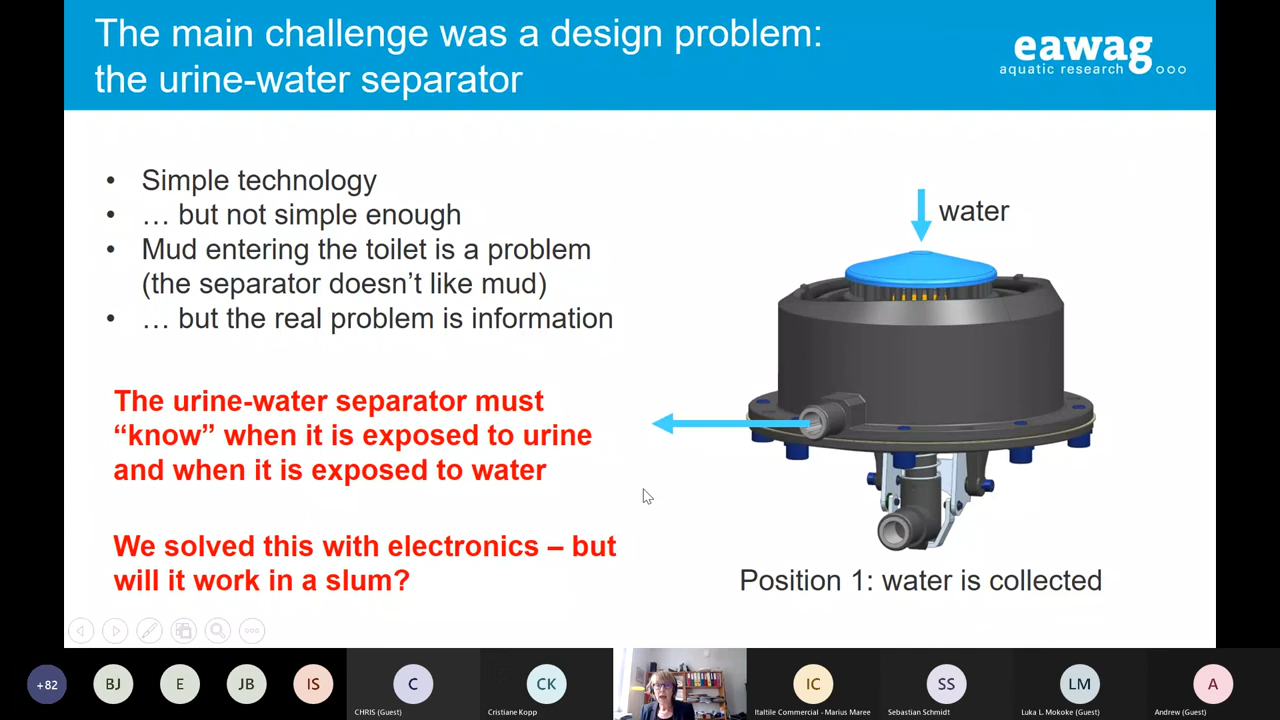 The main challenge was a design problem:
the urine-water separator
eawag
aquatic research
• Simple technology
• … but not simple enough
• Mud entering the toilet is a problem
(the separator doesn’t like mud)
• … but the real problem is information
The urine-water separator must
“know” when it is exposed to urine
and when it is exposed to water
We solved this with electronics – but
will it work in a slum?
water
Position 1: water is collected
+82
BJ
E
JB
IS
C
CHRIS (Guest)
CK
Cristiane Kopp
IC
Italtile Commercial - Marius Maree
SS
Sebastian Schmidt
LM
Luka L. Mokoke (Guest)
A
Andrew (Guest)